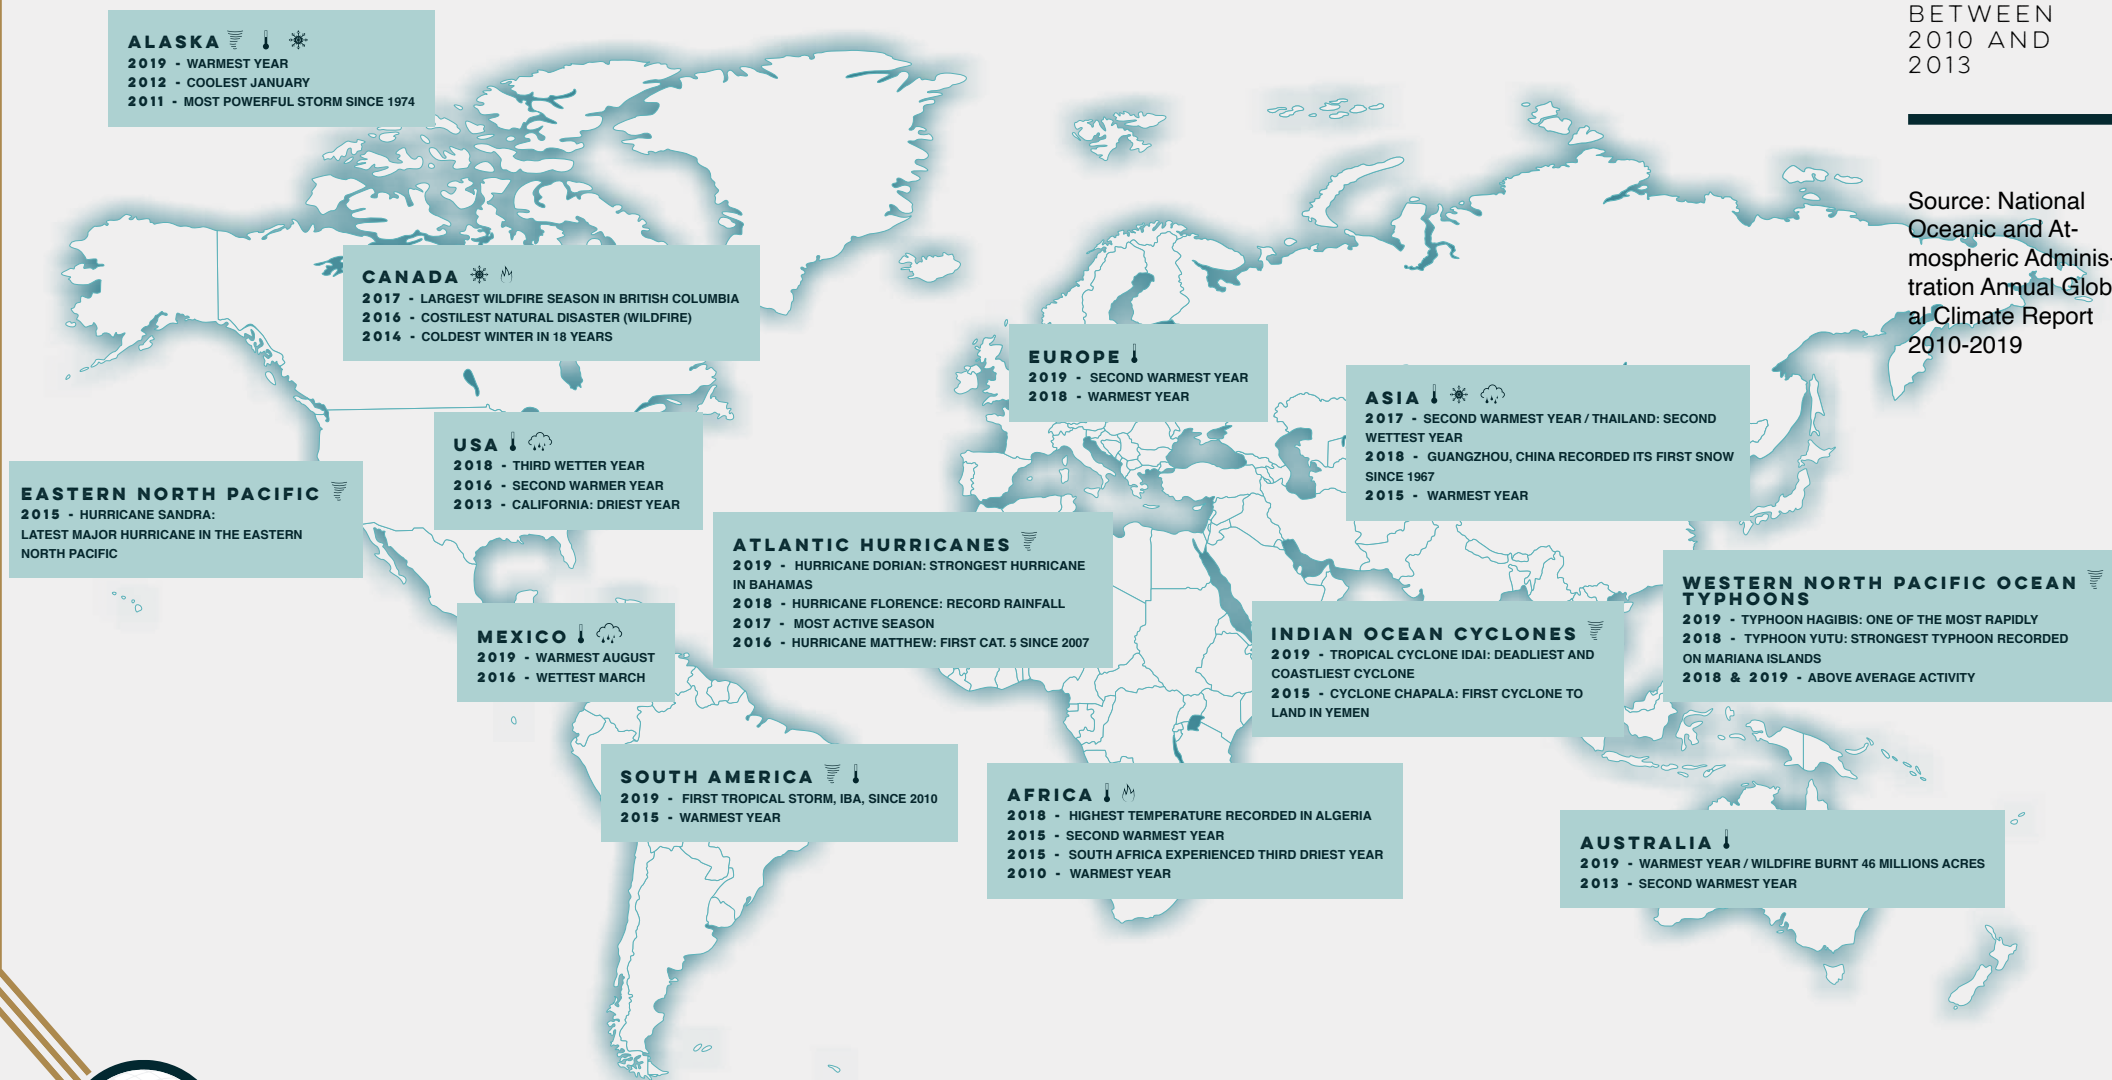 BETWEEN
2010 AND
2013
Source: National
Oceanic and At-
mospheric Adminis-
tration Annual Glob
al Climate Report
2010-2019
ALASKA
2019 - WARMEST YEAR
2012 - COOLEST JANUARY
2011 - MOST POWERFUL STORM SINCE 1974
CANADA
2017 - LARGEST WILDFIRE SEASON IN BRITISH COLUMBIA
2016 - COSTILEST NATURAL DISASTER (WILDFIRE)
2014 - COLDEST WINTER IN 18 YEARS
EUROPE
2019 - SECOND WARMEST YEAR
2018 - WARMEST YEAR
ASIA
2017 - SECOND WARMEST YEAR / THAILAND: SECOND
WETTEST YEAR
2018 - GUANGZHOU, CHINA RECORDED ITS FIRST SNOW
SINCE 1967
2015 - WARMEST YEAR
USA
2018 - THIRD WETTER YEAR
2016 - SECOND WARMER YEAR
2013 - CALIFORNIA: DRIEST YEAR
EASTERN NORTH PACIFIC
2015 - HURRICANE SANDRA:
LATEST MAJOR HURRICANE IN THE EASTERN
NORTH PACIFIC
ATLANTIC HURRICANES
2019 - HURRICANE DORIAN: STRONGEST HURRICANE
IN BAHAMAS
2018 - HURRICANE FLORENCE: RECORD RAINFALL
2017 - MOST ACTIVE SEASON
2016 - HURRICANE MATTHEW: FIRST CAT. 5 SINCE 2007
WESTERN NORTH PACIFIC OCEAN
TYPHOONS
2019 - TYPHOON HAGIBIS: ONE OF THE MOST RAPIDLY
2018 - TYPHOON YUTU: STRONGEST TYPHOON RECORDED
ON MARIANA ISLANDS
2018 & 2019 - ABOVE AVERAGE ACTIVITY
MEXICO
2019 - WARMEST AUGUST
2016 - WETTEST MARCH
INDIAN OCEAN CYCLONES
2019 - TROPICAL CYCLONE IDAI: DEADLIEST AND
COASTLIEST CYCLONE
2015 - CYCLONE CHAPALA: FIRST CYCLONE TO
LAND IN YEMEN
SOUTH AMERICA
2019 - FIRST TROPICAL STORM, IBA, SINCE 2010
2015 - WARMEST YEAR
AFRICA
2018 - HIGHEST TEMPERATURE RECORDED IN ALGERIA
2015 - SECOND WARMEST YEAR
2015 - SOUTH AFRICA EXPERIENCED THIRD DRIEST YEAR
2010 - WARMEST YEAR
AUSTRALIA
2019 - WARMEST YEAR / WILDFIRE BURNT 46 MILLIONS ACRES
2013 - SECOND WARMEST YEAR